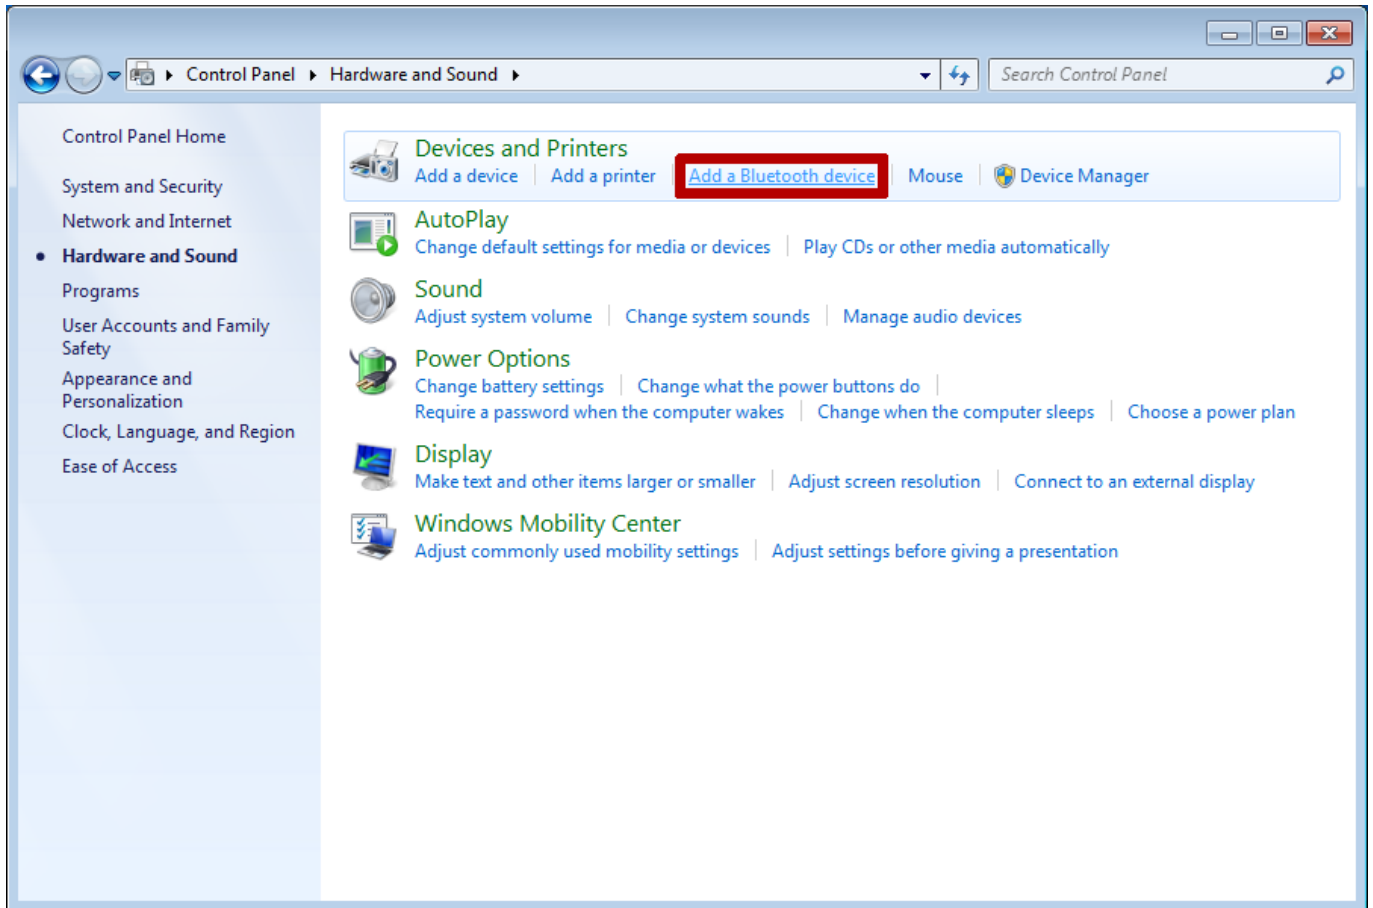 Control Panel Hardware and Sound
Search Control Panel
Control Panel Home
System and Security
Network and Internet
Hardware and Sound
Programs
User Accounts and Family
Safety
Appearance and
Personalization
Clock, Language, and Region
Ease of Access
Devices and Printers
Add a device Add a printer Add a Bluetooth device Mouse Device Manager
AutoPlay
Change default settings for media or devices Play CDs or other media automatically
Sound
Adjust system volume Change system sounds Manage audio devices
Power Options
Change battery settings Change what the power buttons do
Require a password when the computer wakes Change when the computer sleeps Choose a power plan
Display
Make text and other items larger or smaller Adjust screen resolution Connect to an external display
Windows Mobility Center
Adjust commonly used mobility settings Adjust settings before giving a presentation